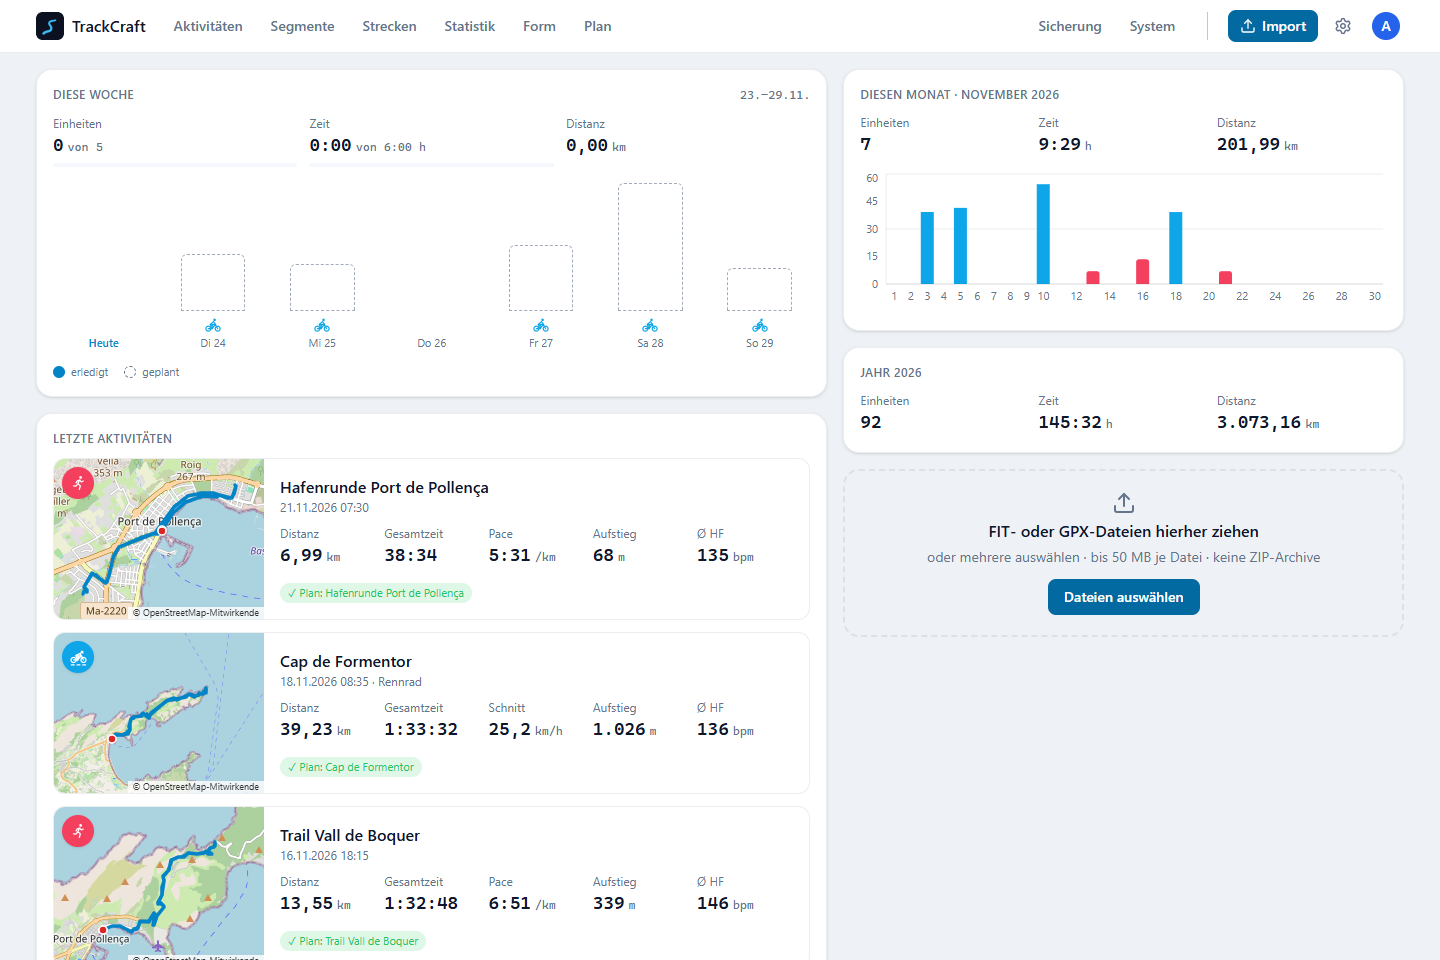 TrackCraft Aktivitäten Segmente Strecken Statistik Form Plan Sicherung System Import A
DIESE WOCHE 23.–29.11.
Einheiten Zeit Distanz
0 von 5 0:00 von 6:00 h 0,00 km
Heute Di 24 Mi 25 Do 26 Fr 27 Sa 28 So 29
erledigt geplant
LETZTE AKTIVITÄTEN
Roig
353 m 267 m
Port de Pollença
Ma-2220
© OpenStreetMap-Mitwirkende
Hafenrunde Port de Pollença
21.11.2026 07:30
Distanz Gesamtzeit Pace Aufstieg Ø HF
6,99 km 38:34 5:31 /km 68 m 135 bpm
✓ Plan: Hafenrunde Port de Pollença
© OpenStreetMap-Mitwirkende
Cap de Formentor
18.11.2026 08:35 · Rennrad
Distanz Gesamtzeit Schnitt Aufstieg Ø HF
39,23 km 1:33:32 25,2 km/h 1.026 m 136 bpm
✓ Plan: Cap de Formentor
Port de Pollença
© OpenStreetMap-Mitwirkende
Trail Vall de Boquer
16.11.2026 18:15
Distanz Gesamtzeit Pace Aufstieg Ø HF
13,55 km 1:32:48 6:51 /km 339 m 146 bpm
✓ Plan: Trail Vall de Boquer
DIESEN MONAT · NOVEMBER 2026
Einheiten Zeit Distanz
7 9:29 h 201,99 km
60
45
30
15
0
1 2 3 4 5 6 7 8 9 10 12 14 16 18 20 22 24 26 28 30
JAHR 2026
Einheiten Zeit Distanz
92 145:32 h 3.073,16 km
FIT- oder GPX-Dateien hierher ziehen
oder mehrere auswählen · bis 50 MB je Datei · keine ZIP-Archive
Dateien auswählen